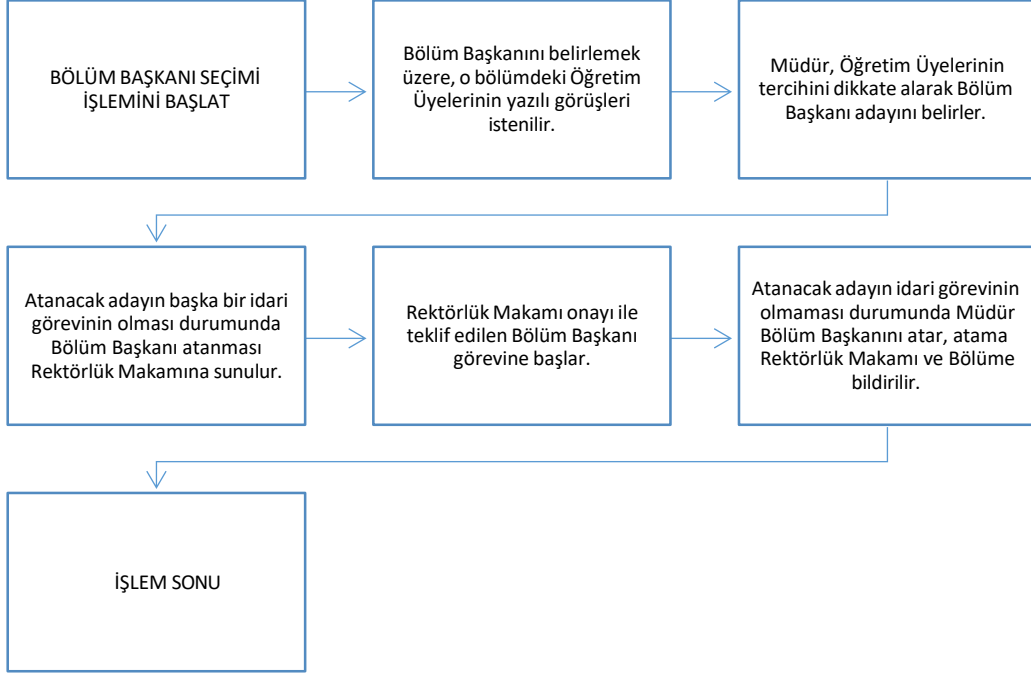 BÖLÜM BAŞKANI SEÇİMİ
İŞLEMİNİ BAŞLAT
Bölüm Başkanını belirlemek
üzere, o bölümdeki Öğretim
Üyelerinin yazılı görüşleri
istenilir.
Müdür, Öğretim Üyelerinin
tercihini dikkate alarak Bölüm
Başkanı adayını belirler.
Atanacak adayın başka bir idari
görevinin olması durumunda
Bölüm Başkanı atanması
Rektörlük Makamına sunulur.
Rektörlük Makamı onayı ile
teklif edilen Bölüm Başkanı
görevine başlar.
Atanacak adayın idari görevinin
olmaması durumunda Müdür
Bölüm Başkanını atar, atama
Rektörlük Makamı ve Bölüme
bildirilir.
İŞLEM SONU